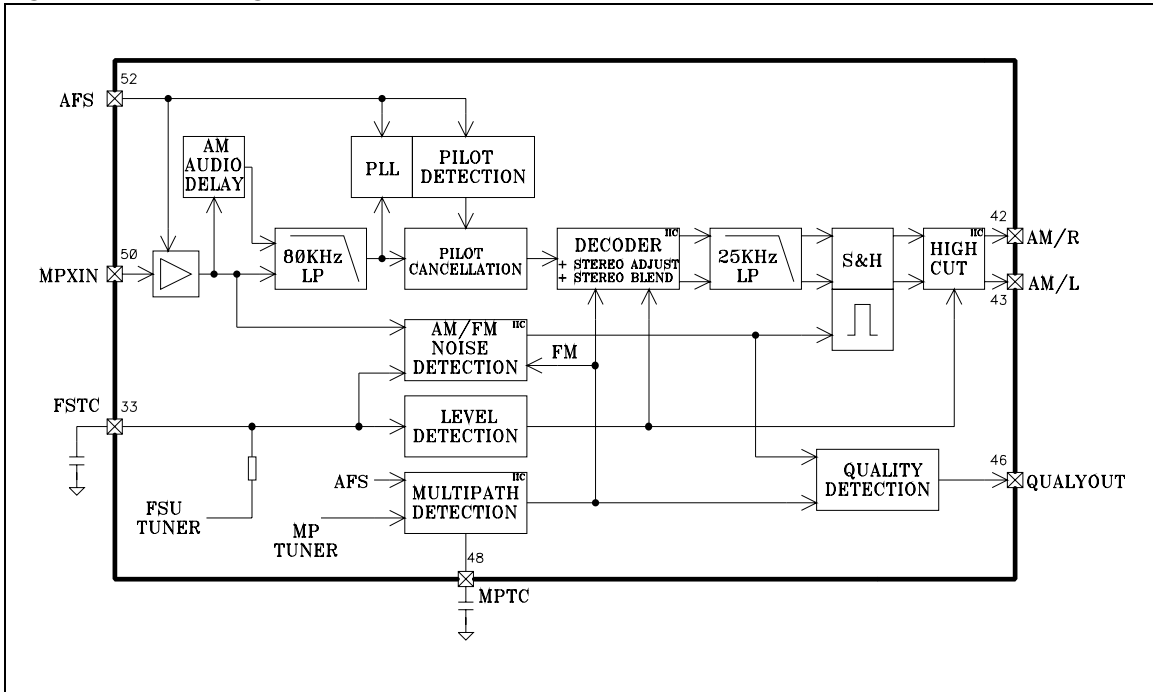 52
AFS
AM
AUDIO
DELAY
PLL
PILOT
DETECTION
50
MPXIN
80KHz
LP
PILOT
CANCELLATION
IIC
DECODER
+ STEREO ADJUST
+ STEREO BLEND
25KHz
LP
S&H
IIC
HIGH
CUT
42
AM/R
AM/L
43
IIC
AM/FM
NOISE
DETECTION
FM
33
FSTC
LEVEL
DETECTION
FSU
TUNER
AFS
MP
TUNER
IIC
MULTIPATH
DETECTION
QUALITY
DETECTION
46
QUALYOUT
48
MPTC